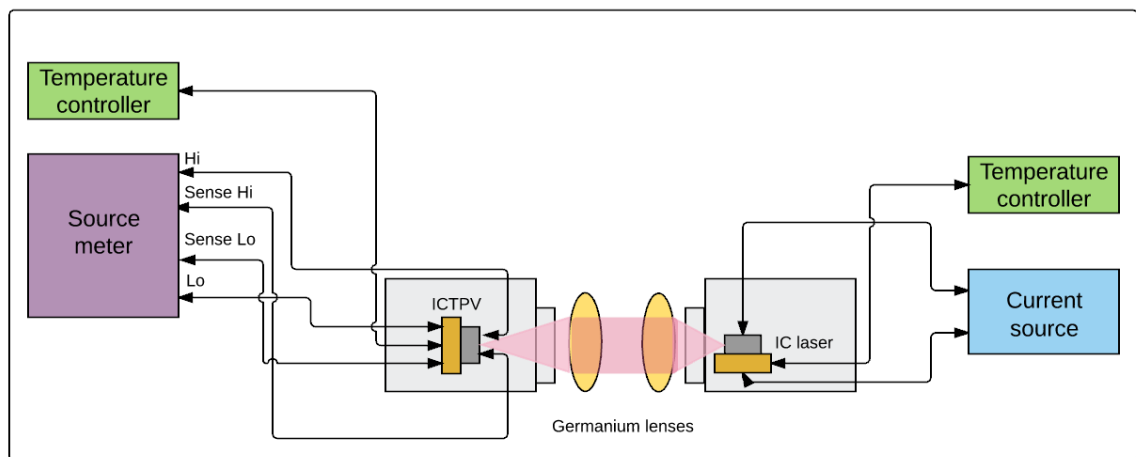 Temperature
controller
Hi
Sense Hi
Source
meter
Sense Lo
Lo
ICTPV
IC laser
Temperature
controller
Current
source
Germanium lenses